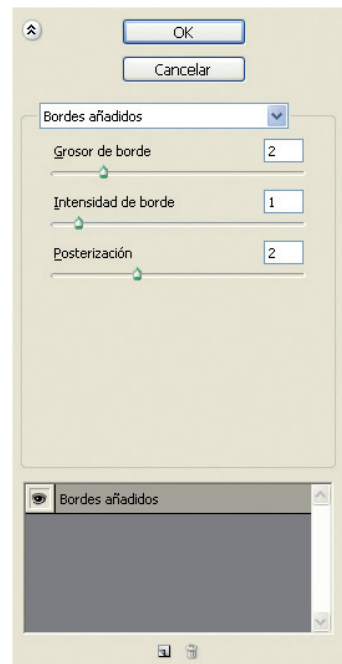 OK
Cancelar
Bordes añadidos
Grosor de borde 2
Intensidad de borde 1
Posterización 2
Bordes añadidos